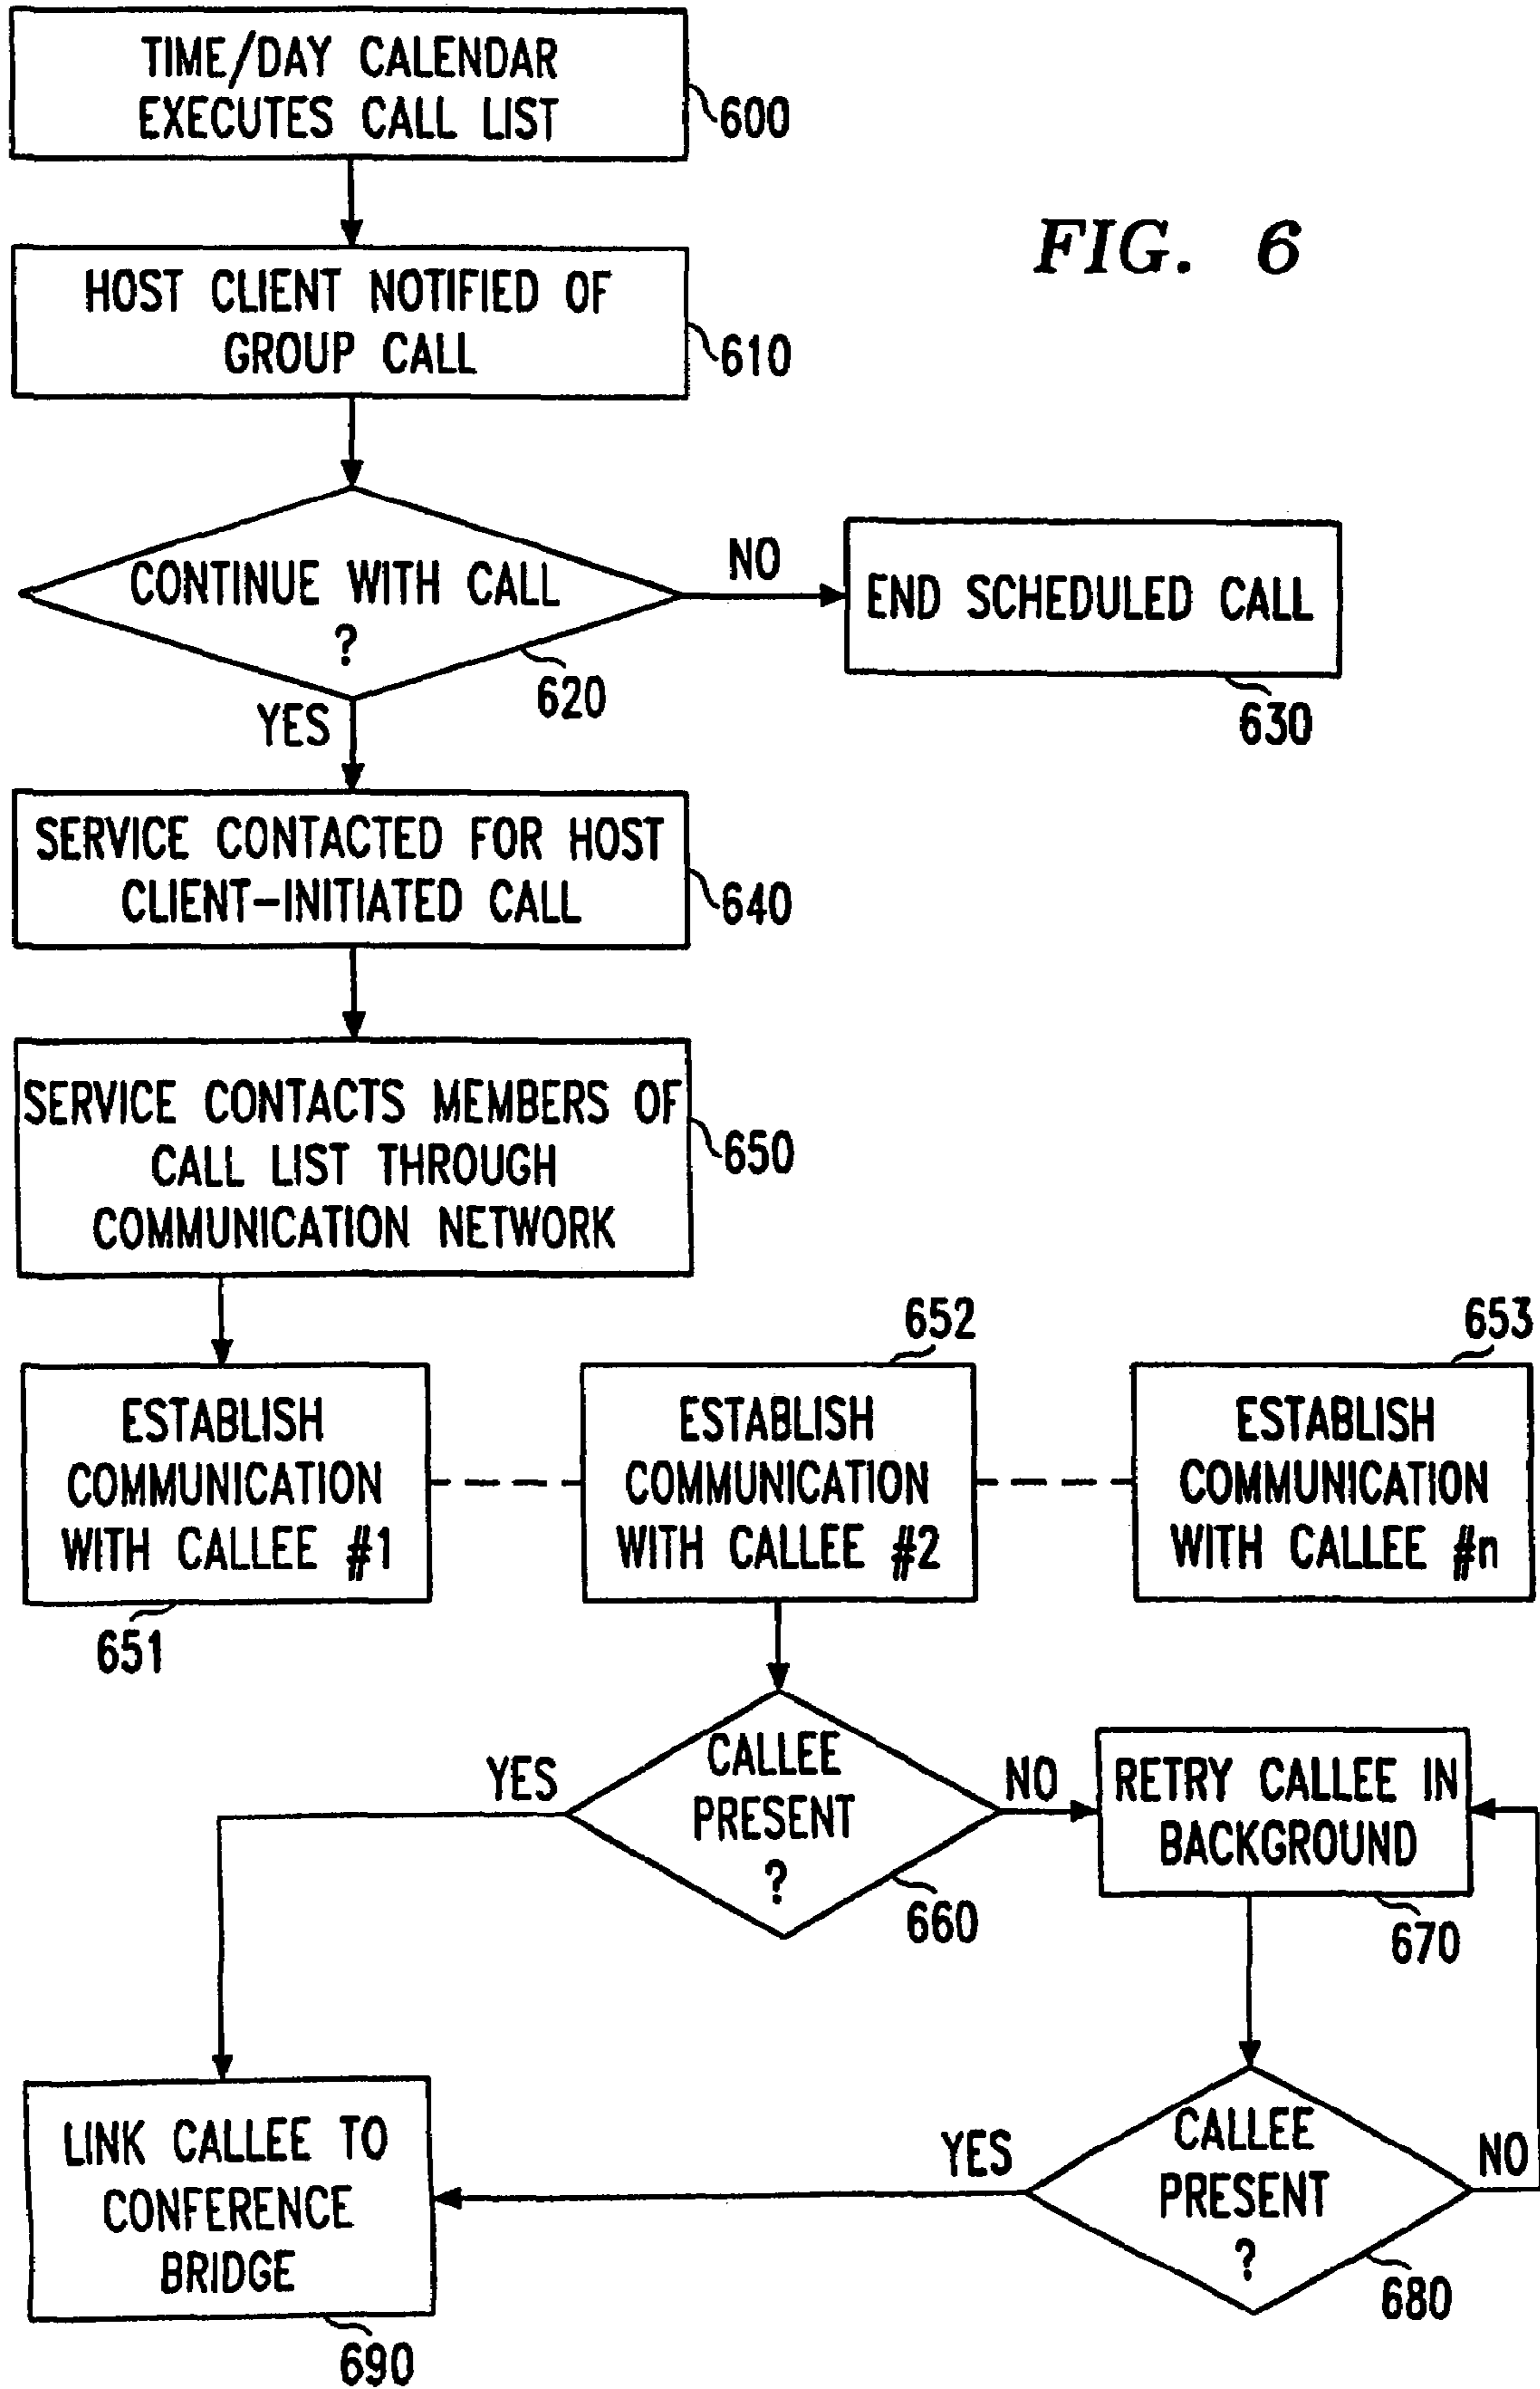 TIME/DAY CALENDAR
EXECUTES CALL LIST
600
FIG. 6
HOST CLIENT NOTIFIED OF
GROUP CALL
610
CONTINUE WITH CALL
?
620
NO
END SCHEDULED CALL
630
YES
SERVICE CONTACTED FOR HOST
CLIENT-INITIATED CALL
640
SERVICE CONTACTS MEMBERS OF
CALL LIST THROUGH
COMMUNICATION NETWORK
650
ESTABLISH
COMMUNICATION
WITH CALLEE #1
651
652
ESTABLISH
COMMUNICATION
WITH CALLEE #2
653
ESTABLISH
COMMUNICATION
WITH CALLEE #n
CALLEE
PRESENT
?
660
YES
NO
RETRY CALLEE IN
BACKGROUND
670
CALLEE
PRESENT
?
680
YES
NO
LINK CALLEE TO
CONFERENCE
BRIDGE
690